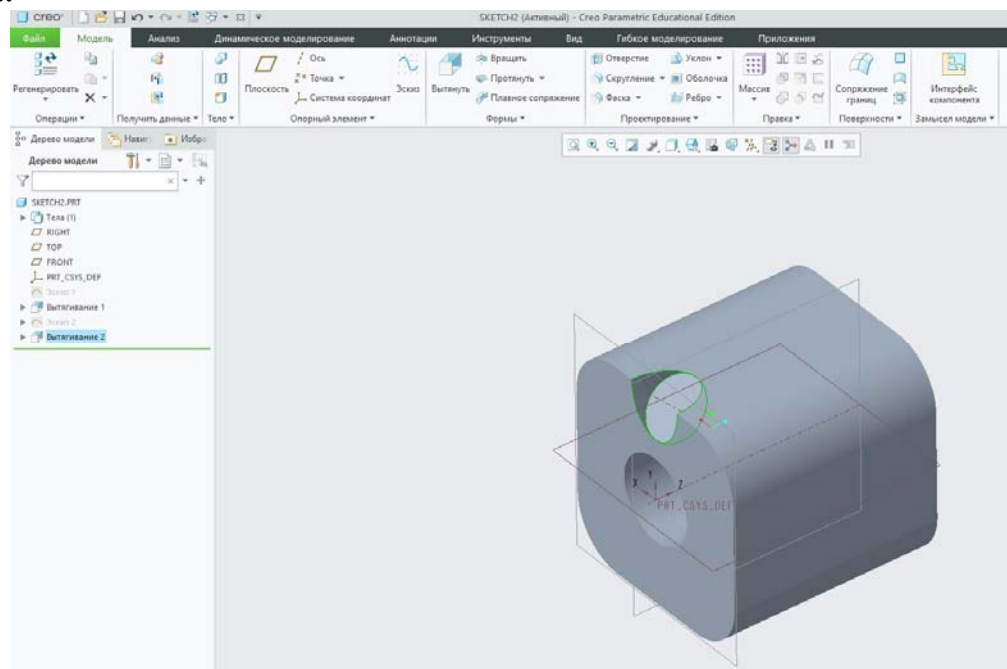 creo
SKETCH2 (Активный) - Creo Parametric Educational Edition
Файл Модель Анализ Динамическое моделирование Аннотации Инструменты Вид Гибкое моделирование Приложения
Ось Вращать Отверстие Уклон
Точка Протянуть Скругление Оболочка
Регенерировать Плоскость Система координат Эскиз Вытянуть Плавное сопряжение Фаска Ребро Массив Сопряжение границ Интерфейс компонента
Операции Получить данные Тело Опорный элемент Формы Проектирование Правка Поверхности Замысел модели
Дерево модели Избр
Дерево модели
SKETCH2.PRT
Тела (1)
RIGHT
TOP
FRONT
PRT_CSYS_DEF
Эскиз 1
Вытягивание 1
Эскиз 2
Вытягивание 2
X Y Z
PRT_CSYS_DEF